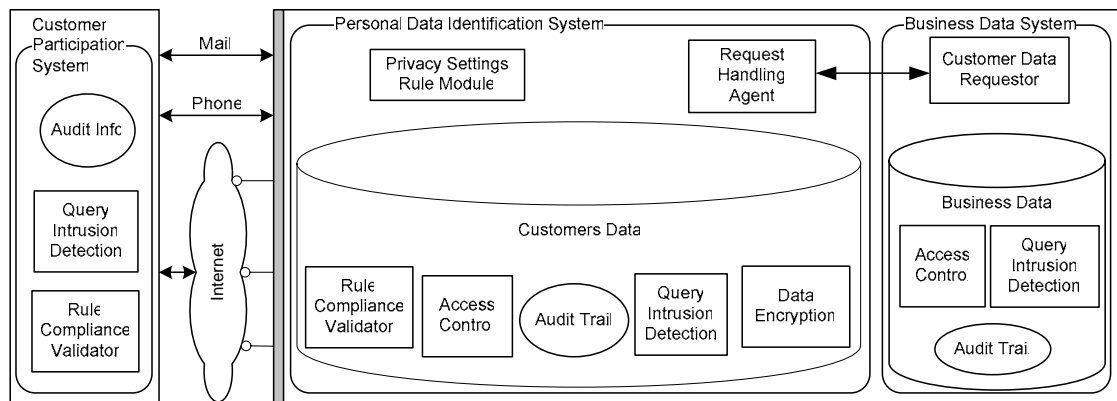 Customer
Participation
System
Audit Info
Query
Intrusion
Detection
Rule
Compliance
Validator
Mail
Phone
Internet
Personal Data Identification System
Privacy Settings
Rule Module
Request
Handling
Agent
Customers Data
Rule
Compliance
Validator
Access
Contro
Audit Trail
Query
Intrusion
Detection
Data
Encryption
Business Data System
Customer Data
Requestor
Business Data
Access
Control
Query
Intrusion
Detection
Audit Trai